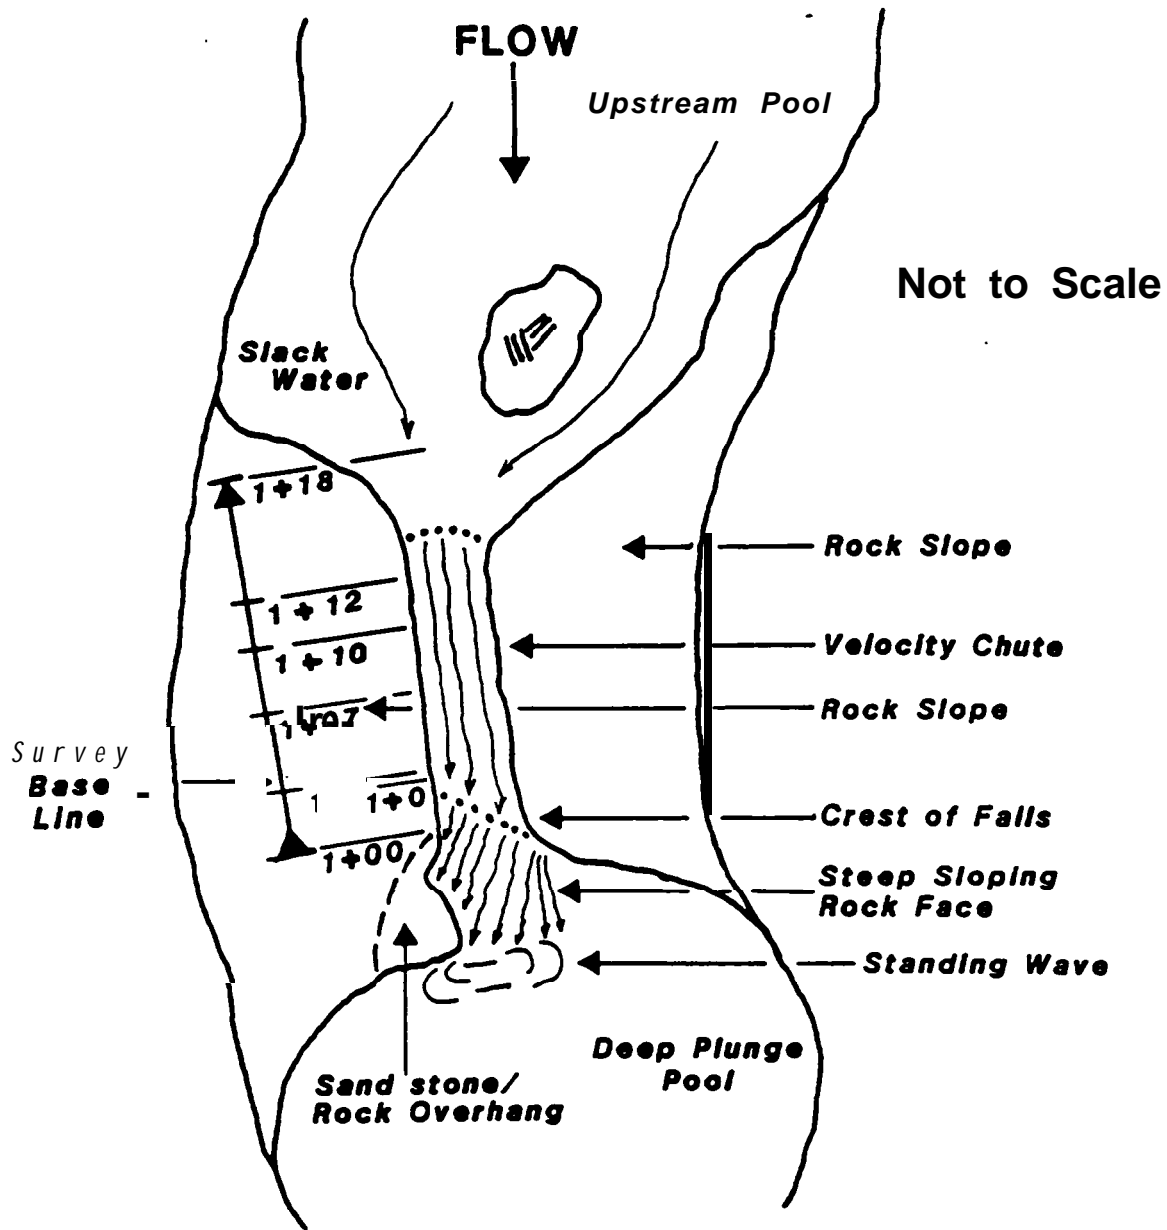 FLOW
Upstream Pool
Not to Scale
Slack
Water
1+18
Rock Slope
1+12
Velocity Chute
1+10
Rock Slope
Survey
Base
Line
1+0
Crest of Falls
1+00
Steep Sloping
Rock Face
Standing Wave
Deep Plunge
Pool
Sand stone/
Rock Overhang